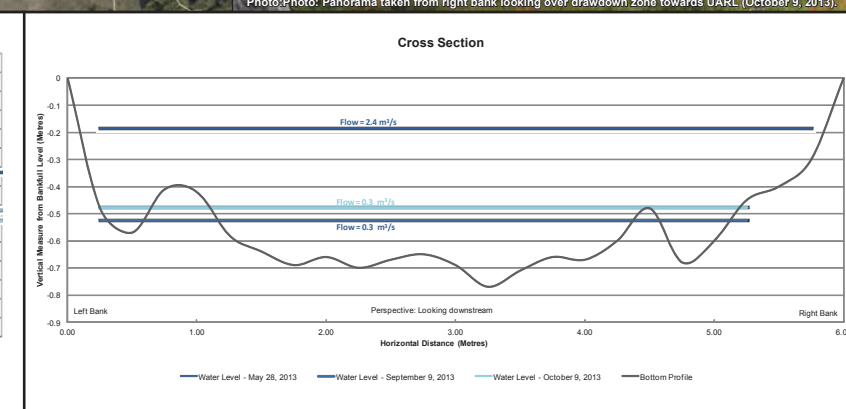 Photo:Photo: Panorama taken from right bank looking over drawdown zone towards UARL (October 9, 2013).
Cross Section
Vertical Measure from Bankfull Level (Metres)
0
-0.1
-0.2
-0.3
-0.4
-0.5
-0.6
-0.7
-0.8
-0.9
Flow = 2.4 m³/s
Flow = 0.3 m³/s
Flow = 0.3 m³/s
Left Bank
Perspective: Looking downstream
Right Bank
0.00 1.00 2.00 3.00 4.00 5.00 6.0
Horizontal Distance (Metres)
Water Level - May 28, 2013 Water Level - September 9, 2013 Water Level - October 9, 2013 Bottom Profile